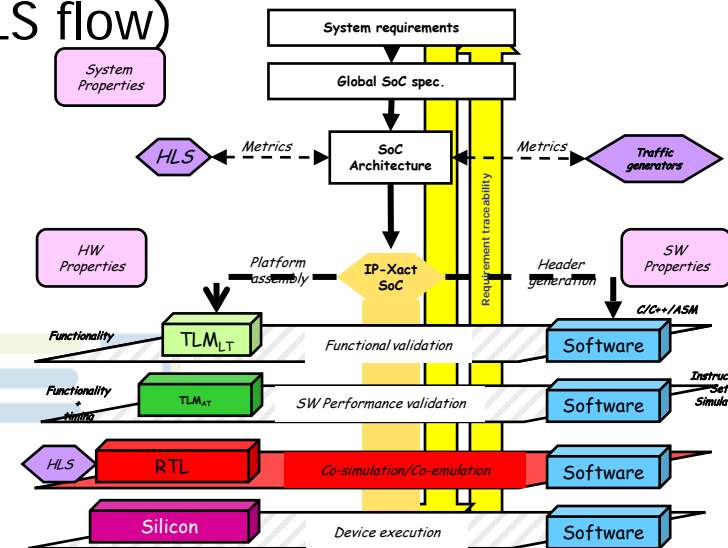 LS flow)
System requirements
System
Properties
Global SoC spec.
HLS
Metrics
SoC
Architecture
Metrics
Traffic
generators
Requirement traceability
HW
Properties
SW
Properties
Platform
assembly
IP-Xact
SoC
Header
generation
C/C++/ASM
Functionality
TLMLT
Functional validation
Software
Functionality
+
timing
TLMAT
SW Performance validation
Software
Instruc
Set
Simula
HLS
RTL
Co-simulation/Co-emulation
Software
Silicon
Device execution
Software